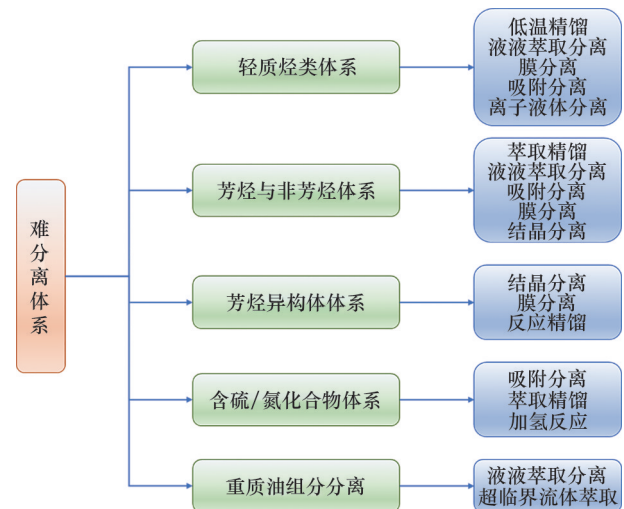 难分离体系
轻质烃类体系
低温精馏
液液萃取分离
膜分离
吸附分离
离子液体分离
芳烃与非芳烃体系
萃取精馏
液液萃取分离
吸附分离
膜分离
结晶分离
芳烃异构体体系
结晶分离
膜分离
反应精馏
含硫/氮化合物体系
吸附分离
萃取精馏
加氢反应
重质油组分分离
液液萃取分离
超临界流体萃取